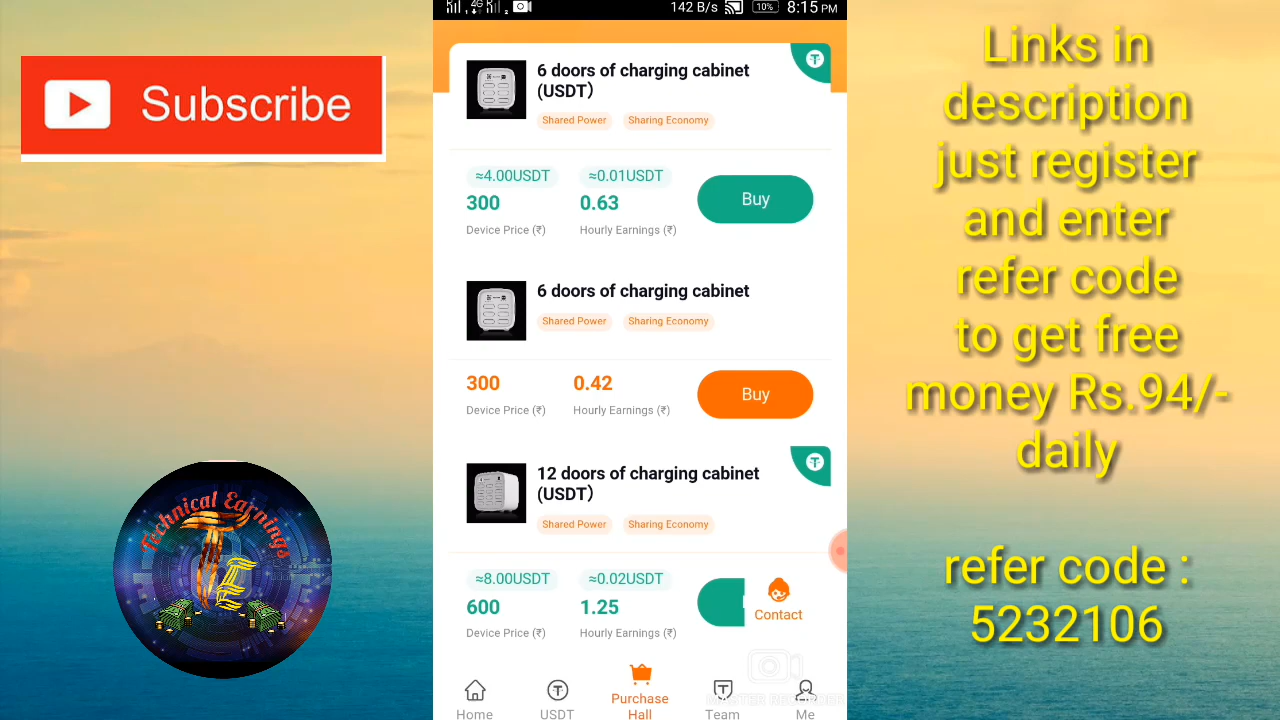 142 B/s 10% 8:15 PM
Subscribe
Technical Earnings
6 doors of charging cabinet
(USDT)
Shared Power Sharing Economy
≈4.00USDT ≈0.01USDT
300 0.63 Buy
Device Price (₹) Hourly Earnings (₹)
6 doors of charging cabinet
Shared Power Sharing Economy
300 0.42 Buy
Device Price (₹) Hourly Earnings (₹)
12 doors of charging cabinet
(USDT)
Shared Power Sharing Economy
≈8.00USDT ≈0.02USDT
600 1.25
Device Price (₹) Hourly Earnings (₹)
Contact
Home USDT Purchase Hall Team Me
MASTER RECORDER
Links in
description
just register
and enter
refer code
to get free
money Rs.94/-
daily
refer code :
5232106